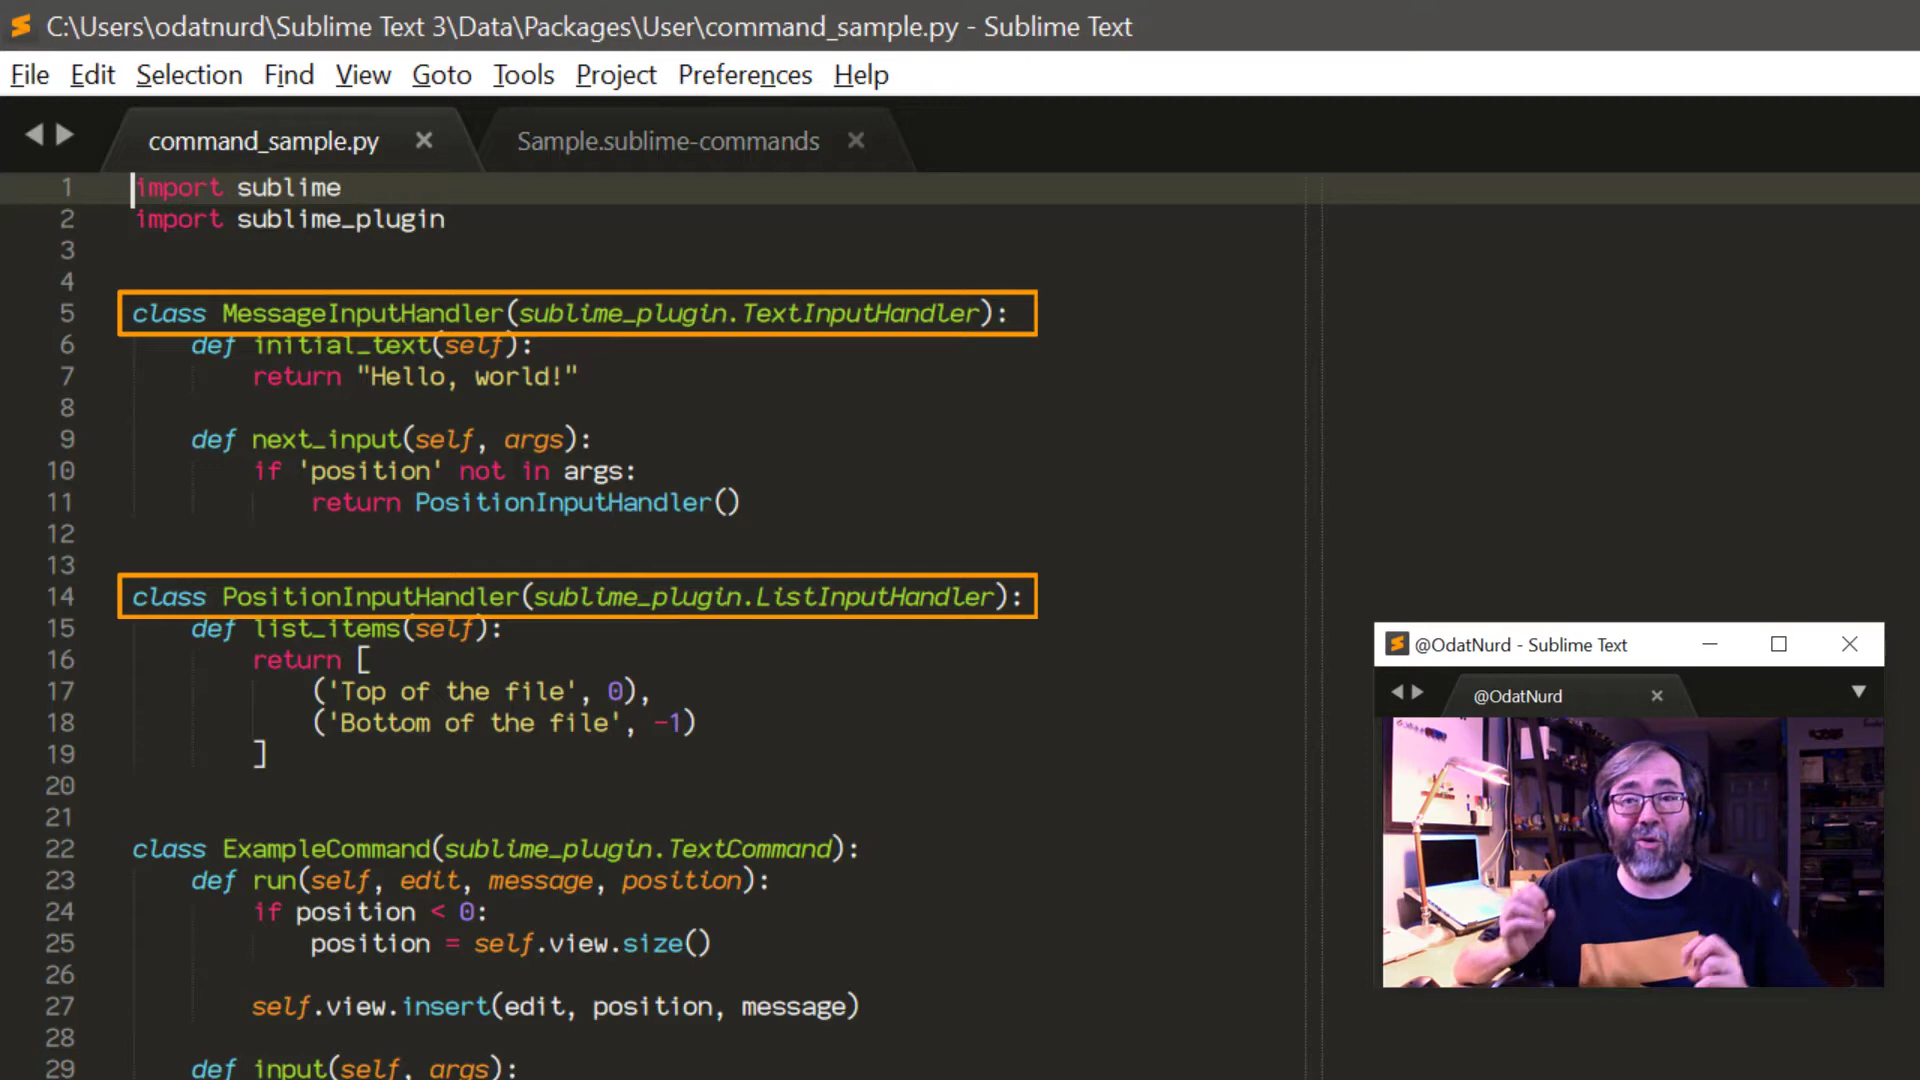 C:\Users\odatnurd\Sublime Text 3\Data\Packages\User\command_sample.py - Sublime Text
File Edit Selection Find View Goto Tools Project Preferences Help
command_sample.py Sample.sublime-commands
1 import sublime
2 import sublime_plugin
3
4
5 class MessageInputHandler(sublime_plugin.TextInputHandler):
6 def initial_text(self):
7 return "Hello, world!"
8
9 def next_input(self, args):
10 if 'position' not in args:
11 return PositionInputHandler()
12
13
14 class PositionInputHandler(sublime_plugin.ListInputHandler):
15 def list_items(self):
16 return [
17 ('Top of the file', 0),
18 ('Bottom of the file', -1)
19 ]
20
21
22 class ExampleCommand(sublime_plugin.TextCommand):
23 def run(self, edit, message, position):
24 if position < 0:
25 position = self.view.size()
26
27 self.view.insert(edit, position, message)
28
29 def input(self, args):
@OdatNurd - Sublime Text
@OdatNurd